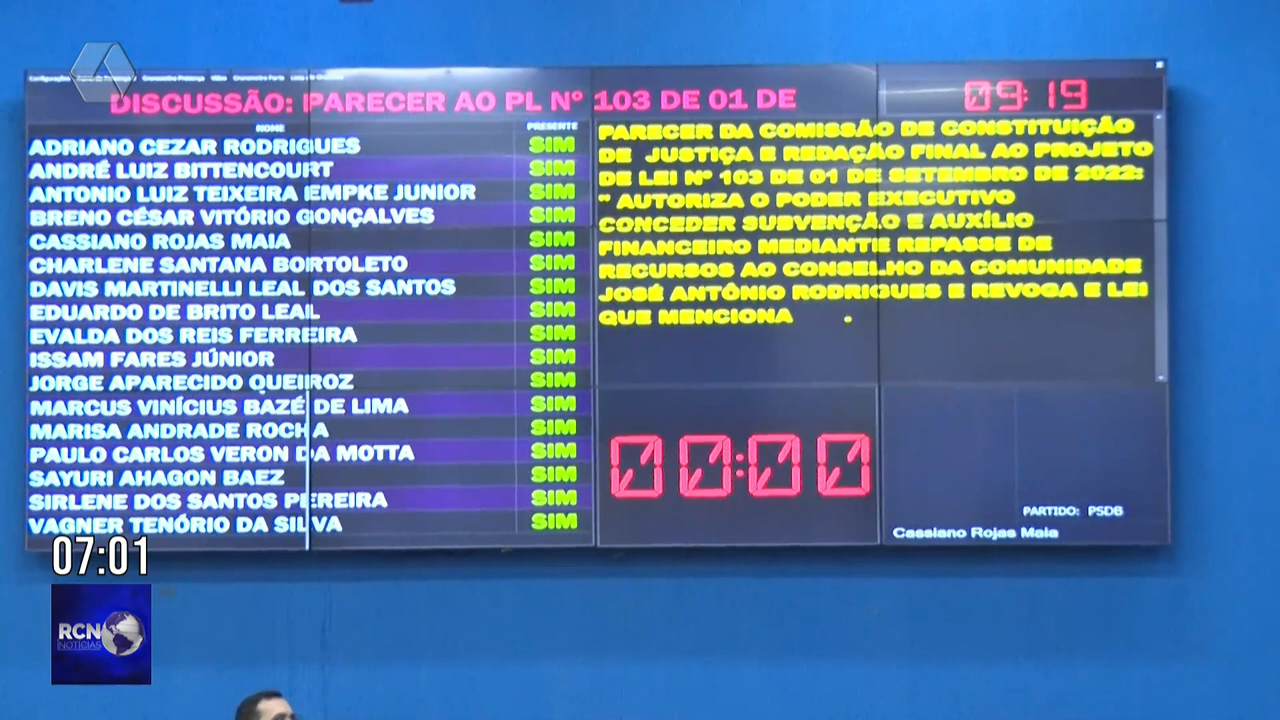 Configurações
Cronometro Presença
Cronometro Parte
DISCUSSÃO: PARECER AO PL Nº 103 DE 01 DE
09:19
NOME PRESENTE
ADRIANO CEZAR RODRIGUES SIM
ANDRÉ LUIZ BITTENCOURT SIM
ANTONIO LUIZ TEIXEIRA EMPKE JUNIOR SIM
BRENO CÉSAR VITÓRIO GONÇALVES SIM
CASSIANO ROJAS MAIA SIM
CHARLENE SANTANA BORTOLETO SIM
DAVIS MARTINELLI LEAL DOS SANTOS SIM
EDUARDO DE BRITO LEAL SIM
EVALDA DOS REIS FERREIRA SIM
ISSAM FARES JÚNIOR SIM
JORGE APARECIDO QUEIROZ SIM
MARCUS VINÍCIUS BAZÉ DE LIMA SIM
MARISA ANDRADE ROCHA SIM
PAULO CARLOS VERON DA MOTTA SIM
SAYURI AHAGON BAEZ SIM
SIRLENE DOS SANTOS PEREIRA SIM
VAGNER TENÓRIO DA SILVA SIM
PARECER DA COMISSÃO DE CONSTITUIÇÃO
DE JUSTIÇA E REDAÇÃO FINAL AO PROJETO
DE LEI Nº 103 DE 01 DE SETEMBRO DE 2022:
" AUTORIZA O PODER EXECUTIVO
CONCEDER SUBVENÇÃO E AUXÍLIO
FINANCEIRO MEDIANTE REPASSE DE
RECURSOS AO CONSELHO DA COMUNIDADE
JOSÉ ANTÔNIO RODRIGUES E REVOGA E LEI
QUE MENCIONA .
00:00
PARTIDO: PSDB
Cassiano Rojas Maia
07:01
RCN
NOTÍCIAS